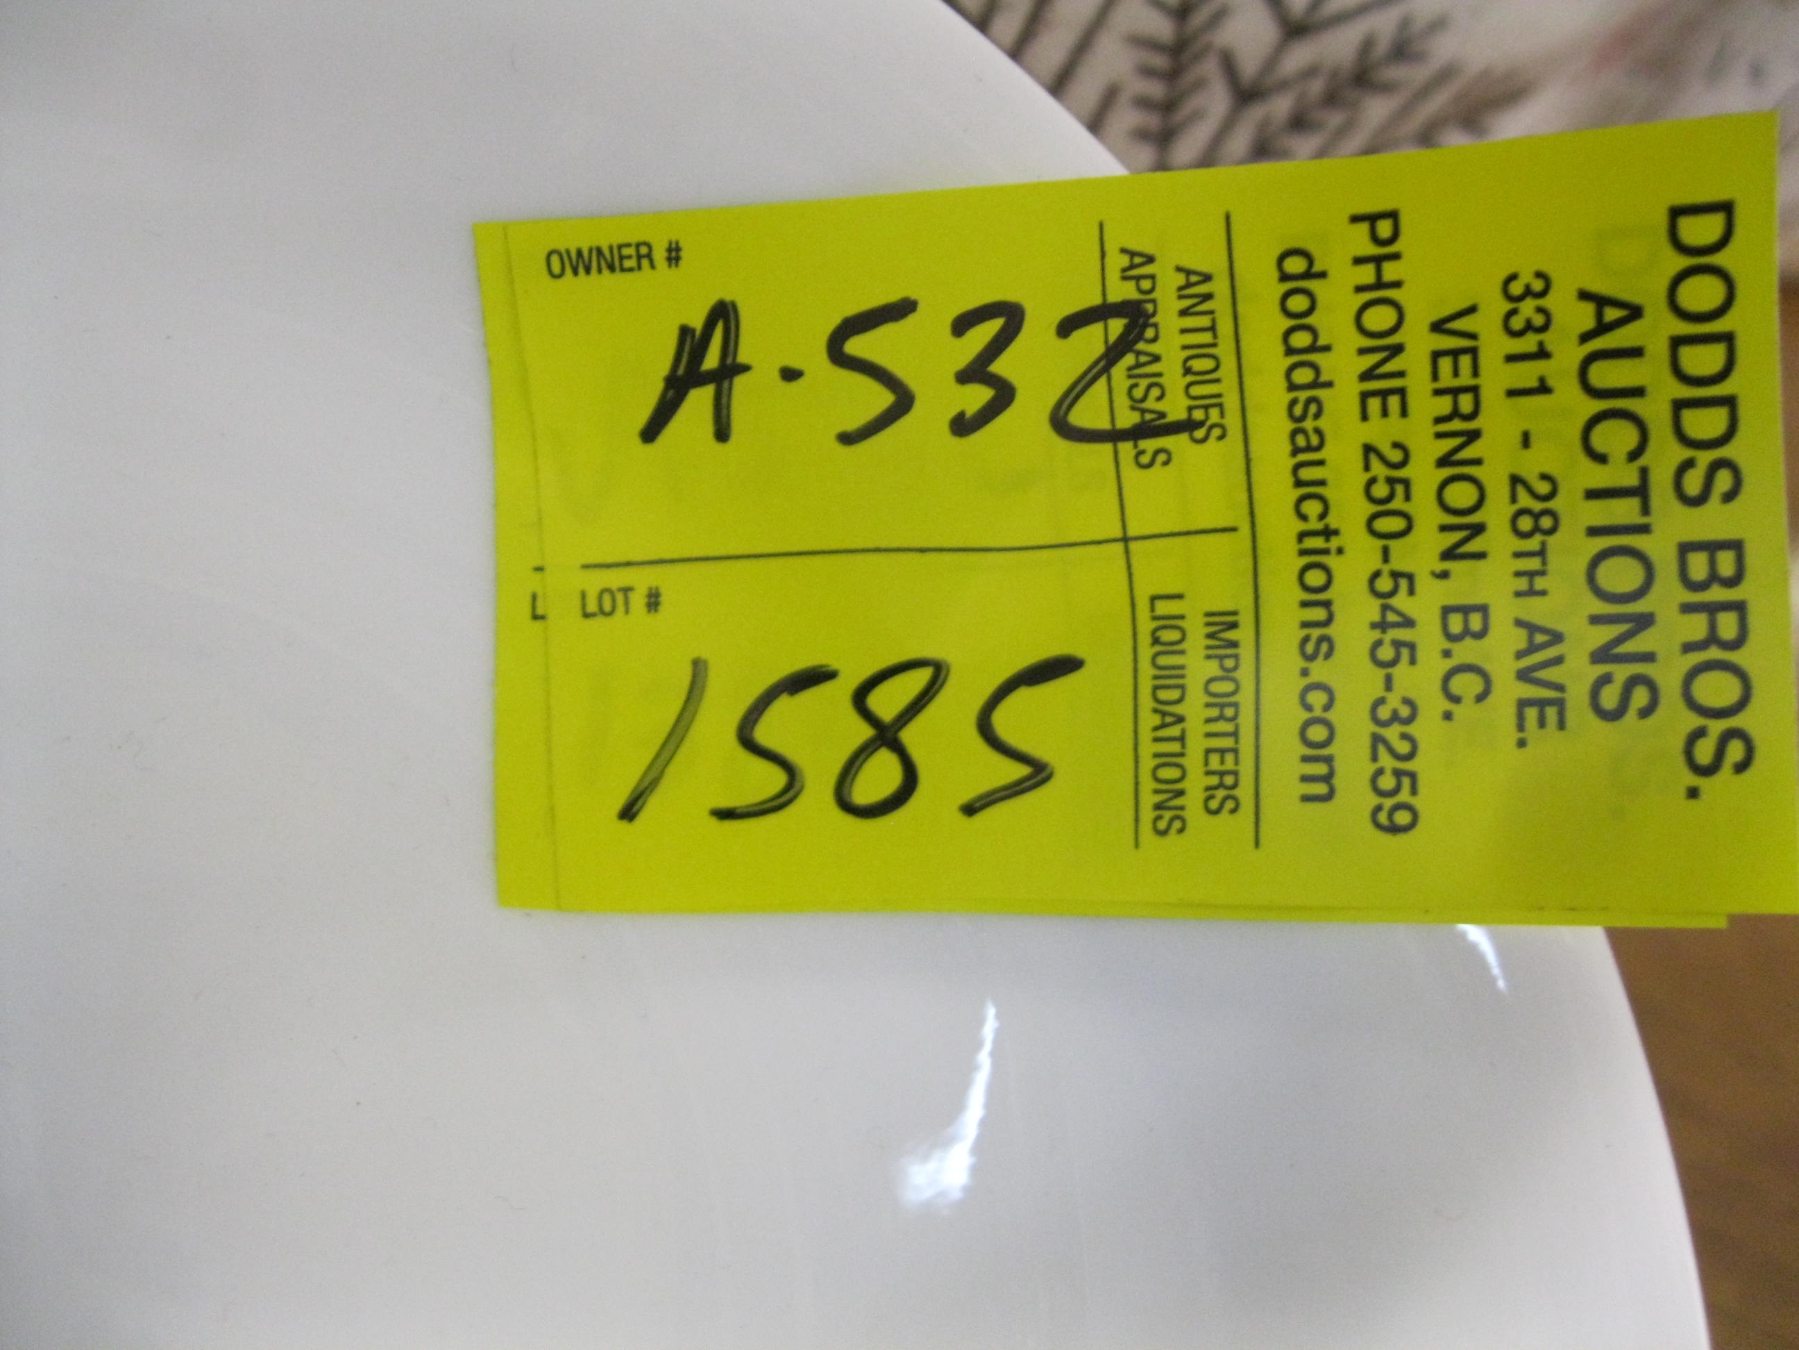 DODDS BROS.
AUCTIONS
3311 - 28TH AVE.
VERNON, B.C.
PHONE 250-545-3259
doddsauctions.com
ANTIQUES
APPRAISALS
IMPORTERS
LIQUIDATIONS
OWNER #
A-532
LOT #
1585
L